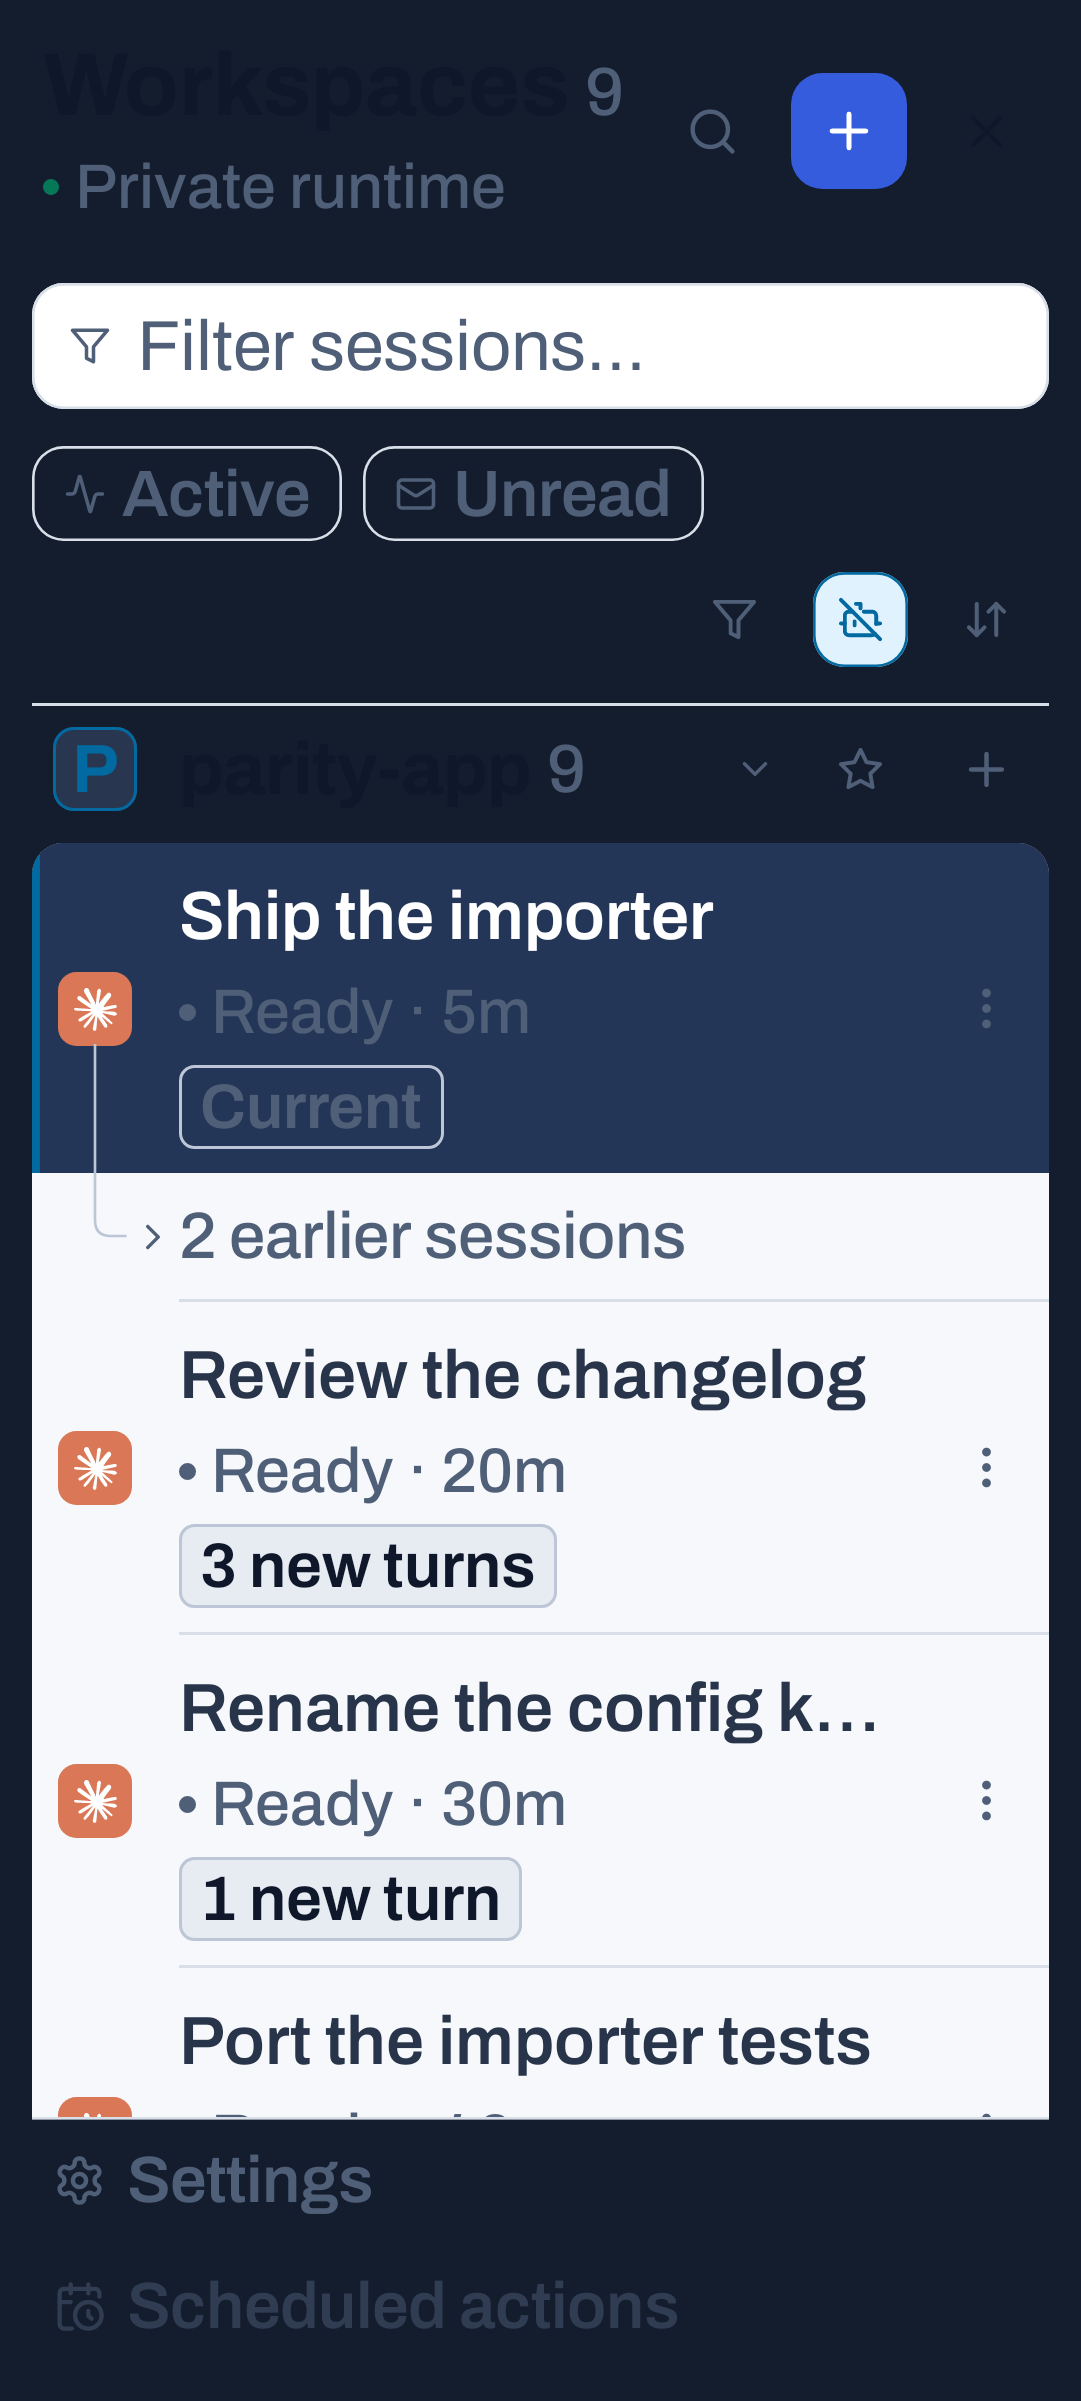 Workspaces 9
• Private runtime
Filter sessions...
Active
Unread
P
parity-app 9
Ship the importer
• Ready · 5m
Current
2 earlier sessions
Review the changelog
• Ready · 20m
3 new turns
Rename the config k...
• Ready · 30m
1 new turn
Port the importer tests
Settings
Scheduled actions